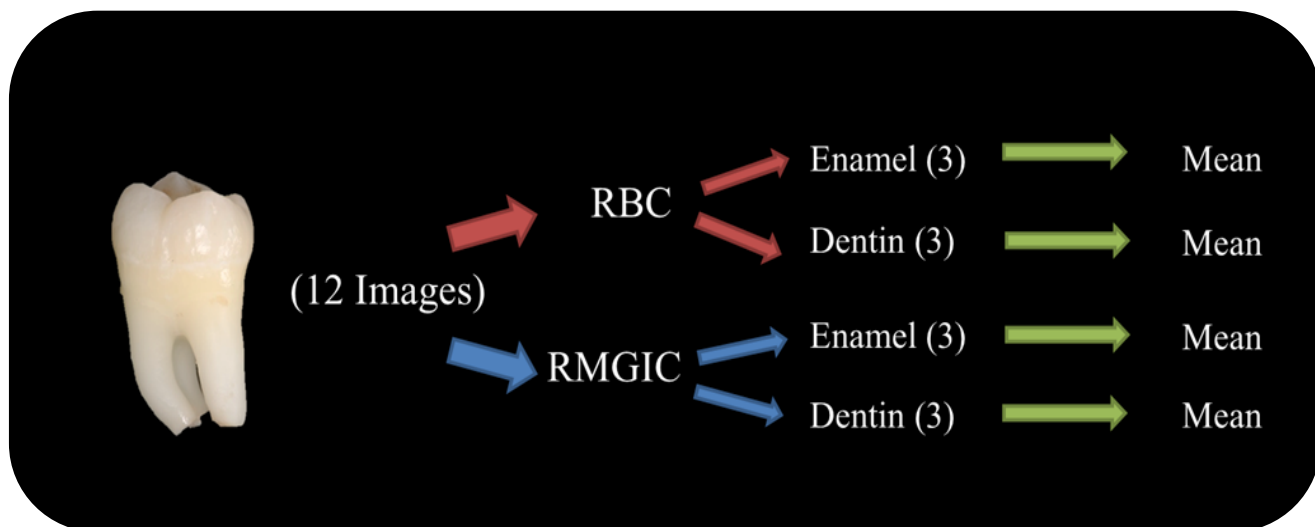 (12 Images)
RBC
Enamel (3)
Mean
Dentin (3)
Mean
RMGIC
Enamel (3)
Mean
Dentin (3)
Mean